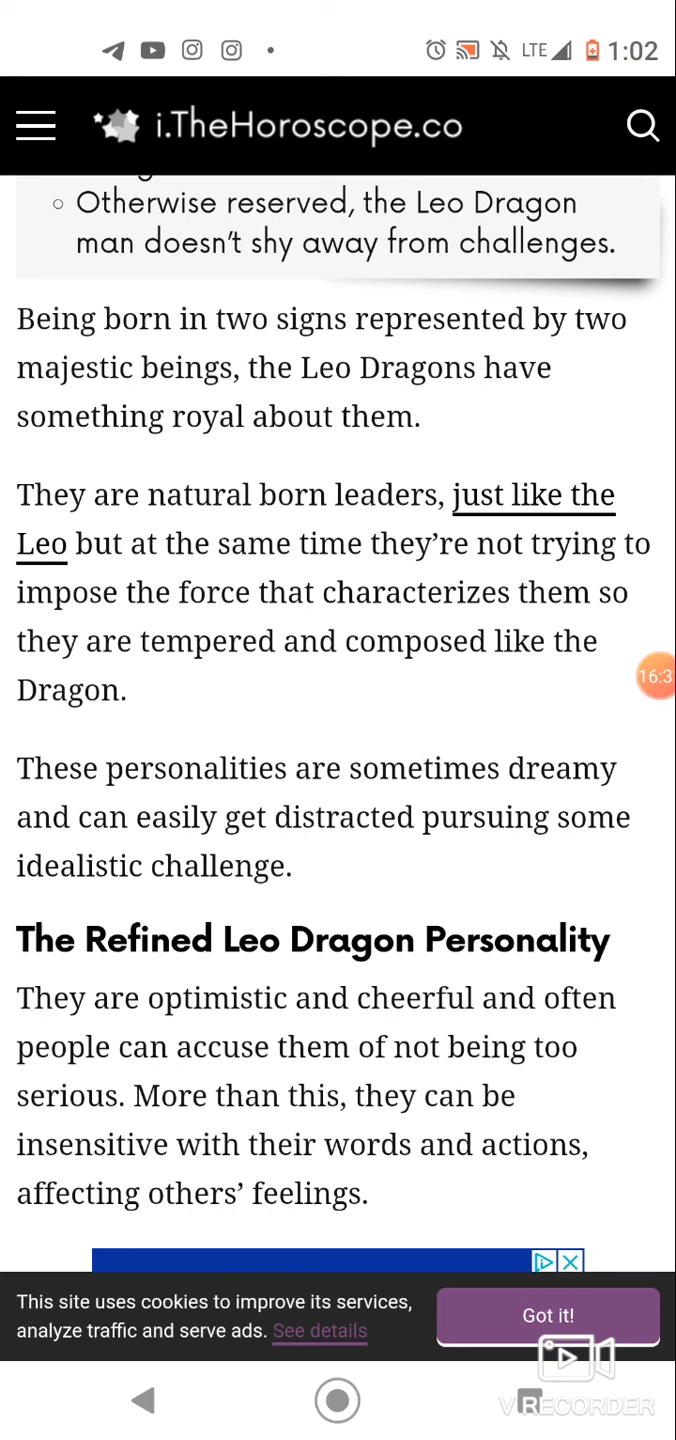 LTE 1:02
i.TheHoroscope.co
Otherwise reserved, the Leo Dragon
man doesn't shy away from challenges.
Being born in two signs represented by two
majestic beings, the Leo Dragons have
something royal about them.
They are natural born leaders, just like the
Leo but at the same time they're not trying to
impose the force that characterizes them so
they are tempered and composed like the
Dragon.
16:3
These personalities are sometimes dreamy
and can easily get distracted pursuing some
idealistic challenge.
The Refined Leo Dragon Personality
They are optimistic and cheerful and often
people can accuse them of not being too
serious. More than this, they can be
insensitive with their words and actions,
affecting others' feelings.
This site uses cookies to improve its services,
analyze traffic and serve ads. See details
Got it!
VRECORDER